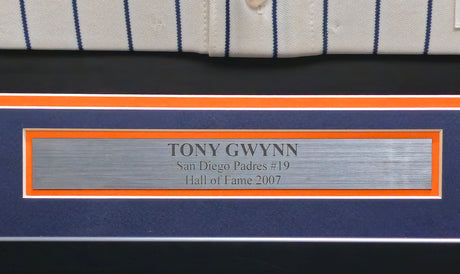 TONY GWYNN
San Diego Padres #19
Hall of Fame 2007